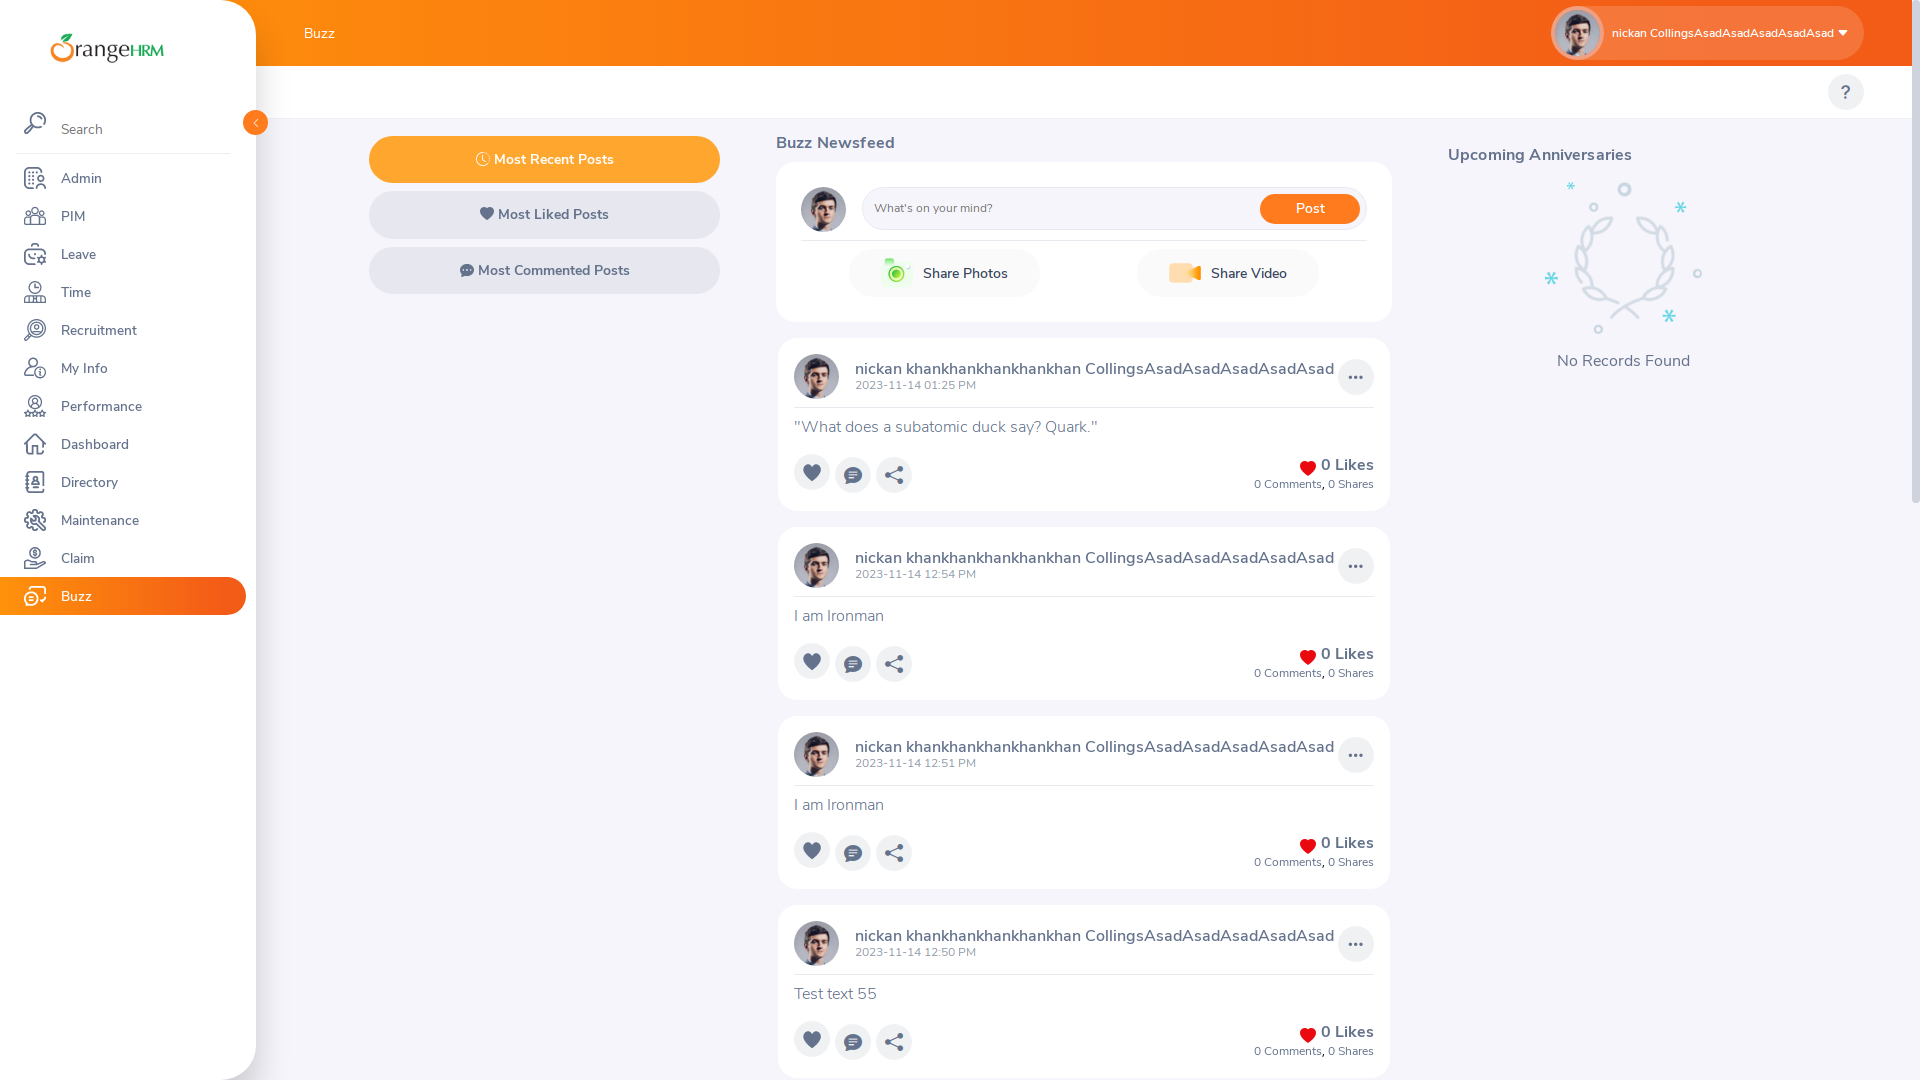 OrangeHRM
Search
Admin
PIM
Leave
Time
Recruitment
My Info
Performance
Dashboard
Directory
Maintenance
Claim
Buzz
Buzz
nickan CollingsAsadAsadAsadAsadAsad
?
Most Recent Posts
Most Liked Posts
Most Commented Posts
Buzz Newsfeed
What's on your mind?
Post
Share Photos
Share Video
nickan khankhankhankhankhan CollingsAsadAsadAsadAsadAsad
2023-11-14 01:25 PM
"What does a subatomic duck say? Quark."
0 Likes
0 Comments, 0 Shares
nickan khankhankhankhankhan CollingsAsadAsadAsadAsadAsad
2023-11-14 12:54 PM
I am Ironman
0 Likes
0 Comments, 0 Shares
nickan khankhankhankhankhan CollingsAsadAsadAsadAsadAsad
2023-11-14 12:51 PM
I am Ironman
0 Likes
0 Comments, 0 Shares
nickan khankhankhankhankhan CollingsAsadAsadAsadAsadAsad
2023-11-14 12:50 PM
Test text 55
0 Likes
0 Comments, 0 Shares
Upcoming Anniversaries
No Records Found